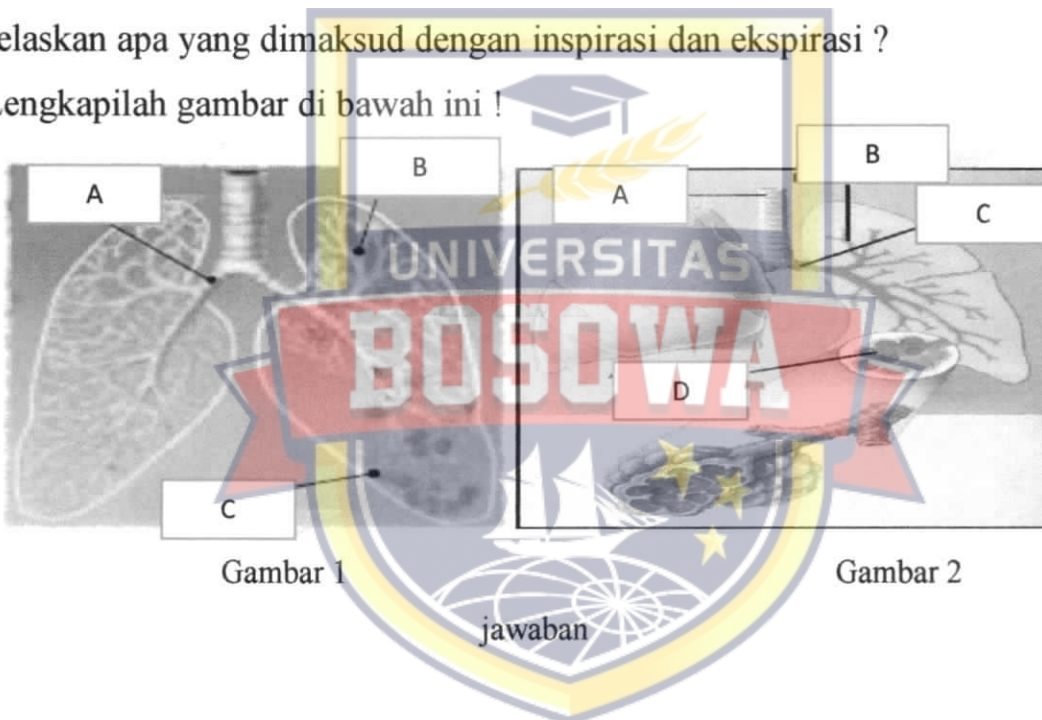 elaskan apa yang dimaksud dengan inspirasi dan ekspirasi ?
engkapilah gambar di bawah ini !
A
B
C
A
B
C
D
UNIVERSITAS
BOSOWA
Gambar 1
Gambar 2
jawaban